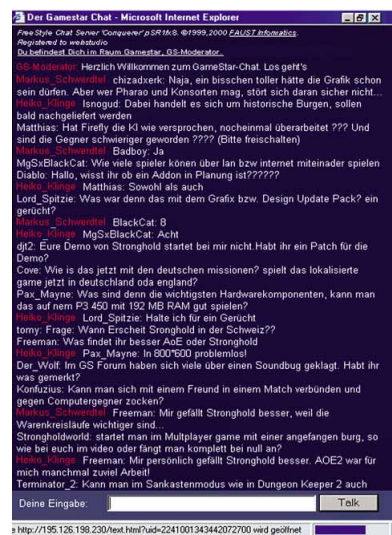 Der Gamestar Chat - Microsoft Internet Explorer
FreeStyle Chat Server 'Conquerer' pSR1fx8. ©1999,2000 FAUST Informatics.
Registered to webstudio
Du befindest Dich im Raum Gamestar, GS-Moderator.
GS-Moderator: Herzlich Willkommen zum GameStar-Chat. Los geht's
Markus_Schwerdtel chizadxerk: Naja, ein bisschen toller hätte die Grafik schon
sein dürfen. Aber wer Pharao und Konsorten mag, stört sich daran sicher nicht...
Heiko_Klinge Isnogud: Dabei handelt es sich um historische Burgen, sollen
bald nachgeliefert werden
Matthias: Hat Firefly die KI wie versprochen, nocheinmal überarbeitet ??? Und
sind die Gegner schwieriger geworden ???? (Bitte freischalten)
Markus_Schwerdtel Badboy: Ja
MgSxBlackCat: Wie viele spieler könen über lan bzw internet miteinader spielen
Diablo: Hallo, wisst ihr ob ein Addon in Planung ist??????
Heiko_Klinge Matthias: Sowohl als auch
Lord_Spitzie: Was war denn das mit dem Grafix bzw. Design Update Pack? ein
gerücht?
Markus_Schwerdtel BlackCat: 8
Heiko_Klinge MgSxBlackCat: Acht
djt2: Eure Demo von Stronghold startet bei mir nicht.Habt ihr ein Patch für die
Demo?
Cove: Wie is das jetzt mit den deutschen missionen? spielt das lokalisierte
game jetzt in deutschland oda england?
Pax_Mayne: Was sind denn die wichtigsten Hardwarekomponenten, kann man
das auf nem P3 450 mit 192 MB RAM gut spielen?
Heiko_Klinge Lord_Spitzie: Halte ich für ein Gerücht
tomy: Frage: Wann Erscheit Sronghold in der Schweiz??
Freeman: Was findet ihr besser AoE oder Stronghold
Heiko_Klinge Pax_Mayne: In 800*600 problemlos!
Der_Wolf: Im GS Forum haben sich viele über einen Soundbug geklagt. Habt ihr
was gemerkt?
Konfuzius: Kann man sich mit einem Freund in einem Match verbünden und
gegen Computergegner zocken?
Markus_Schwerdtel Freeman: Mir gefällt Stronghold besser, weil die
Warenkreisläufe wichtiger sind...
Strongholdworld: startet man im Multplayer game mit einer angefangen burg, so
wie bei euch im video oder fängt man komplett bei null an?
Heiko_Klinge Freeman: Mir persönlich gefällt Stronghold besser. AOE2 war für
mich manchmal zuviel Arbeit!
Terminator_2: Kann man im Sankastenmodus wie in Dungeon Keeper 2 auch
Deine Eingabe:
Talk
e http://195.126.198.230/text.html?uid=2241001343442072700 wird geöffnet